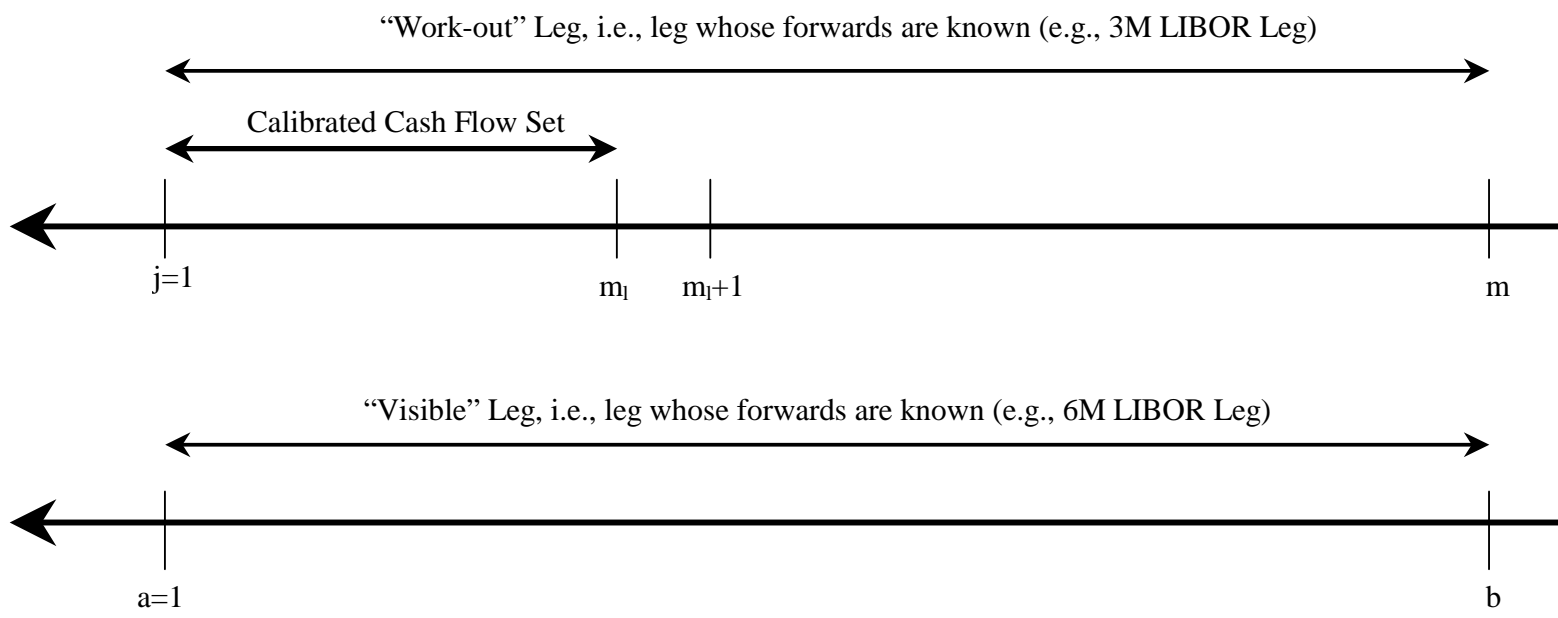 “Work-out” Leg, i.e., leg whose forwards are known (e.g., 3M LIBOR Leg)
Calibrated Cash Flow Set
j=1
mₗ
mₗ+1
m
“Visible” Leg, i.e., leg whose forwards are known (e.g., 6M LIBOR Leg)
a=1
b